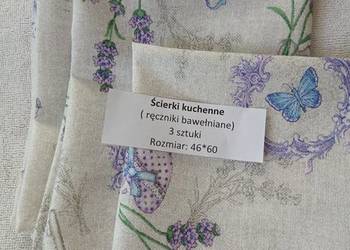 Ścierki kuchenne
( ręczniki bawełniane)
3 sztuki
Rozmiar: 46*60